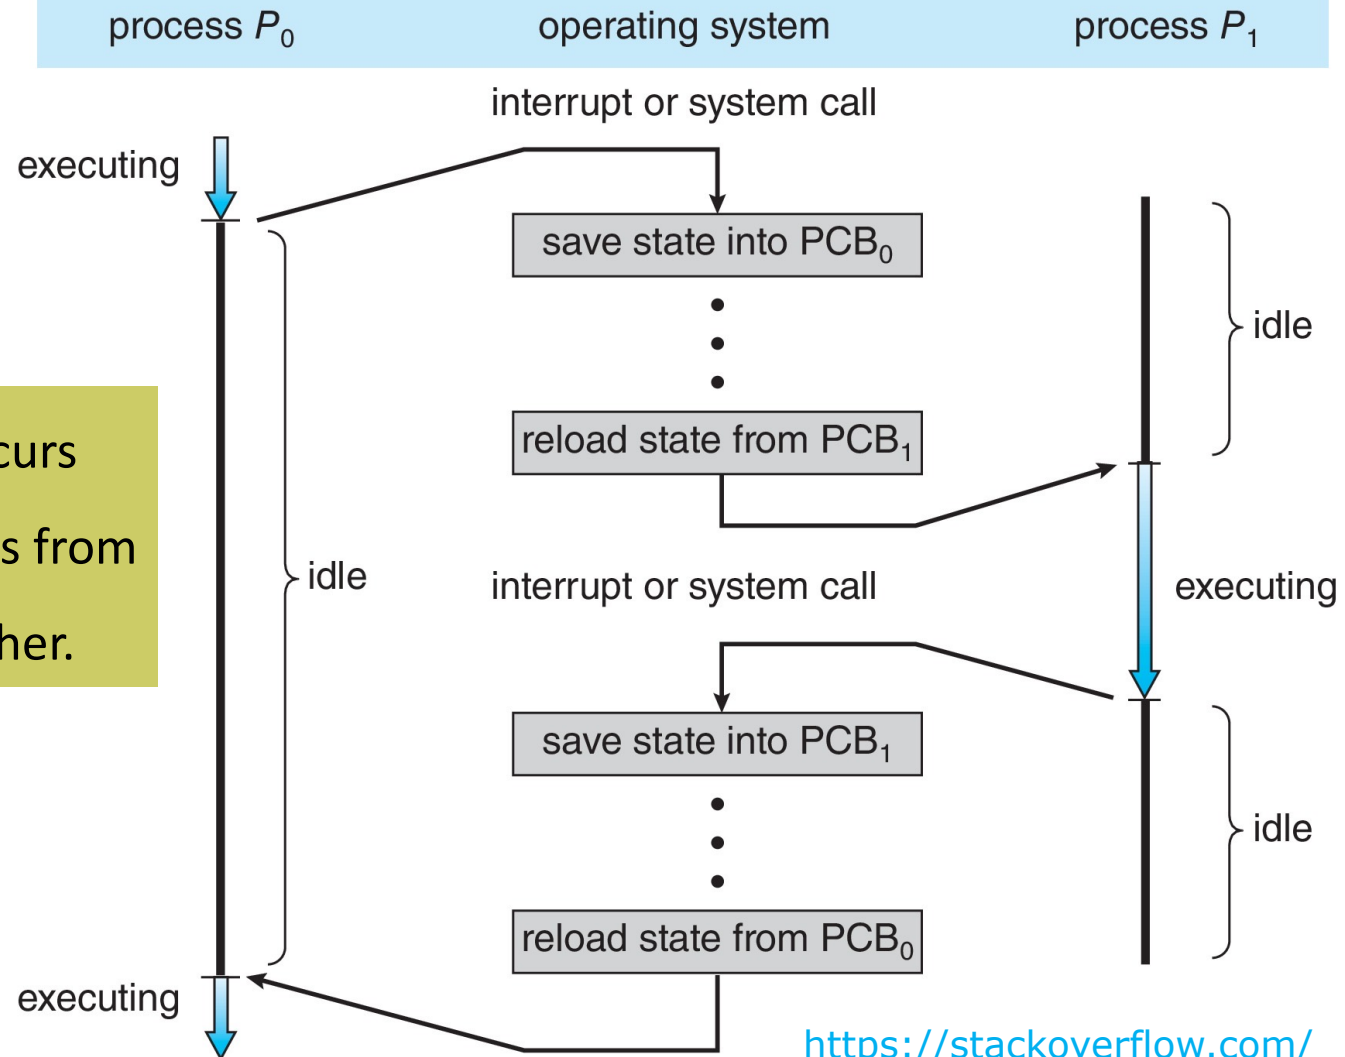 process P₀ operating system process P₁
interrupt or system call
executing
save state into PCB₀
idle
reload state from PCB₁
curs
s from
her.
idle
interrupt or system call
executing
save state into PCB₁
idle
reload state from PCB₀
executing
https://stackoverflow.com/